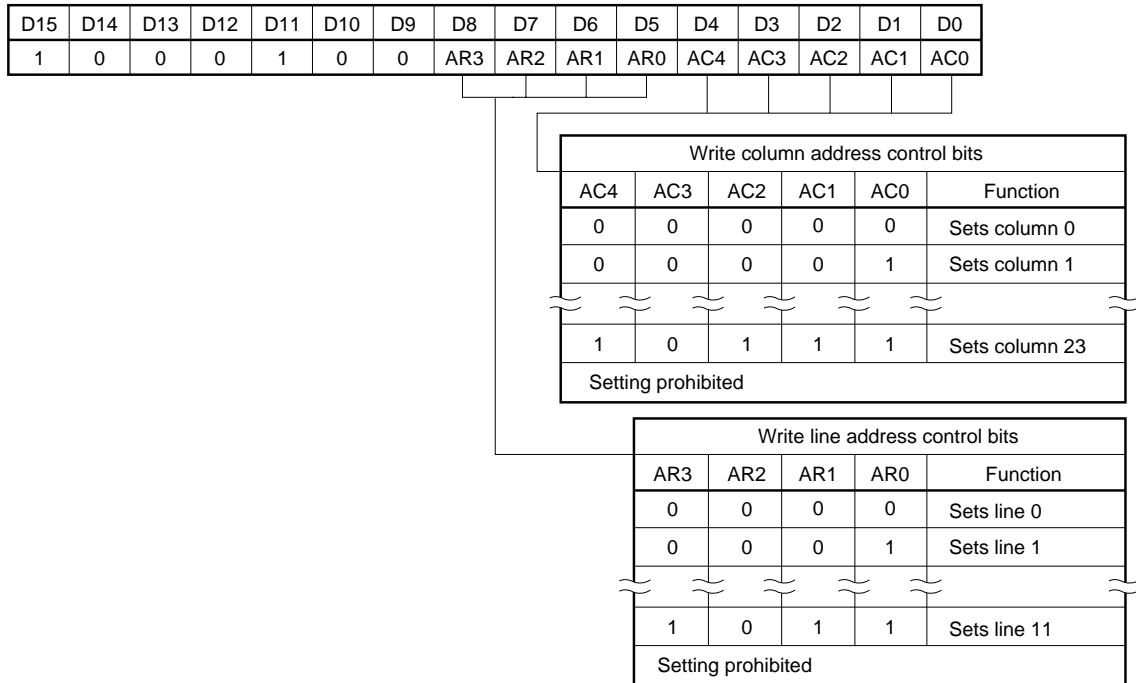 D15 D14 D13 D12 D11 D10 D9 D8 D7 D6 D5 D4 D3 D2 D1 D0
1 0 0 0 1 0 0 AR3 AR2 AR1 AR0 AC4 AC3 AC2 AC1 AC0
Write column address control bits
AC4 AC3 AC2 AC1 AC0 Function
0 0 0 0 0 Sets column 0
0 0 0 0 1 Sets column 1
1 0 1 1 1 Sets column 23
Setting prohibited
Write line address control bits
AR3 AR2 AR1 AR0 Function
0 0 0 0 Sets line 0
0 0 0 1 Sets line 1
1 0 1 1 Sets line 11
Setting prohibited